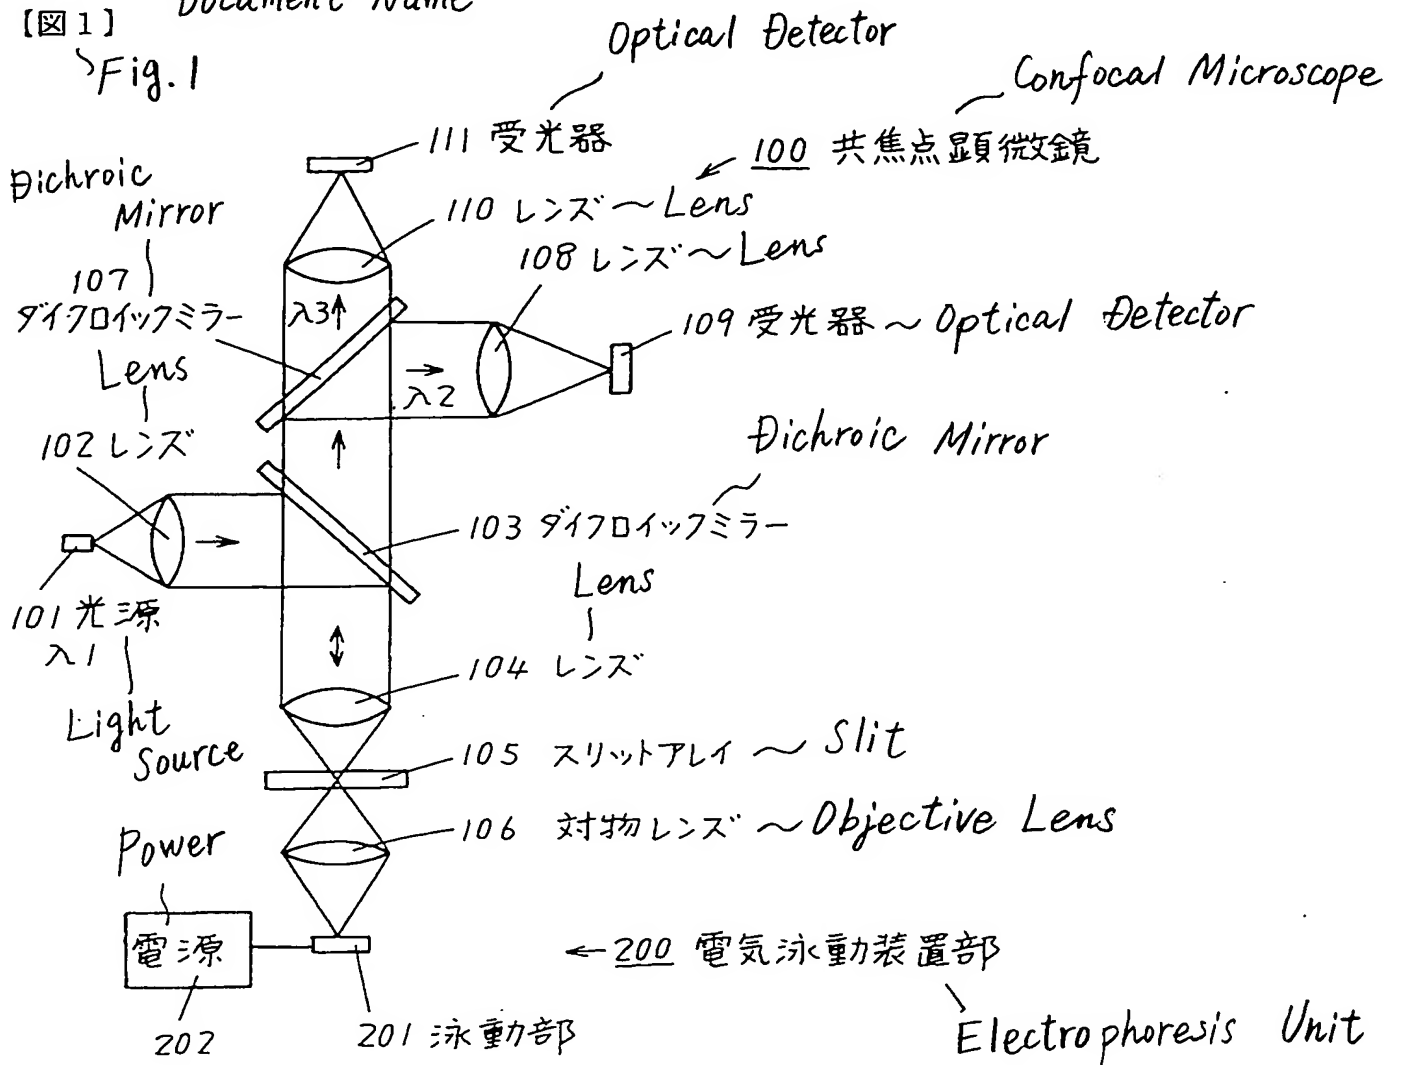 Document Name
【図1】
Fig.1
Optical Detector
Confocal Microscope
111 受光器
100 共焦点顕微鏡
Dichroic
Mirror
110 レンズ ~ Lens
108 レンズ ~ Lens
107
ダイクロイックミラー
λ3
109 受光器 ~ Optical Detector
Lens
λ2
102 レンズ
Dichroic Mirror
103 ダイクロイックミラー
Lens
101 光源
λ1
104 レンズ
Light
Source
105 スリットアレイ ~ Slit
106 対物レンズ ~ Objective Lens
Power
電源
200 電気泳動装置部
202
201 泳動部
Electrophoresis Unit